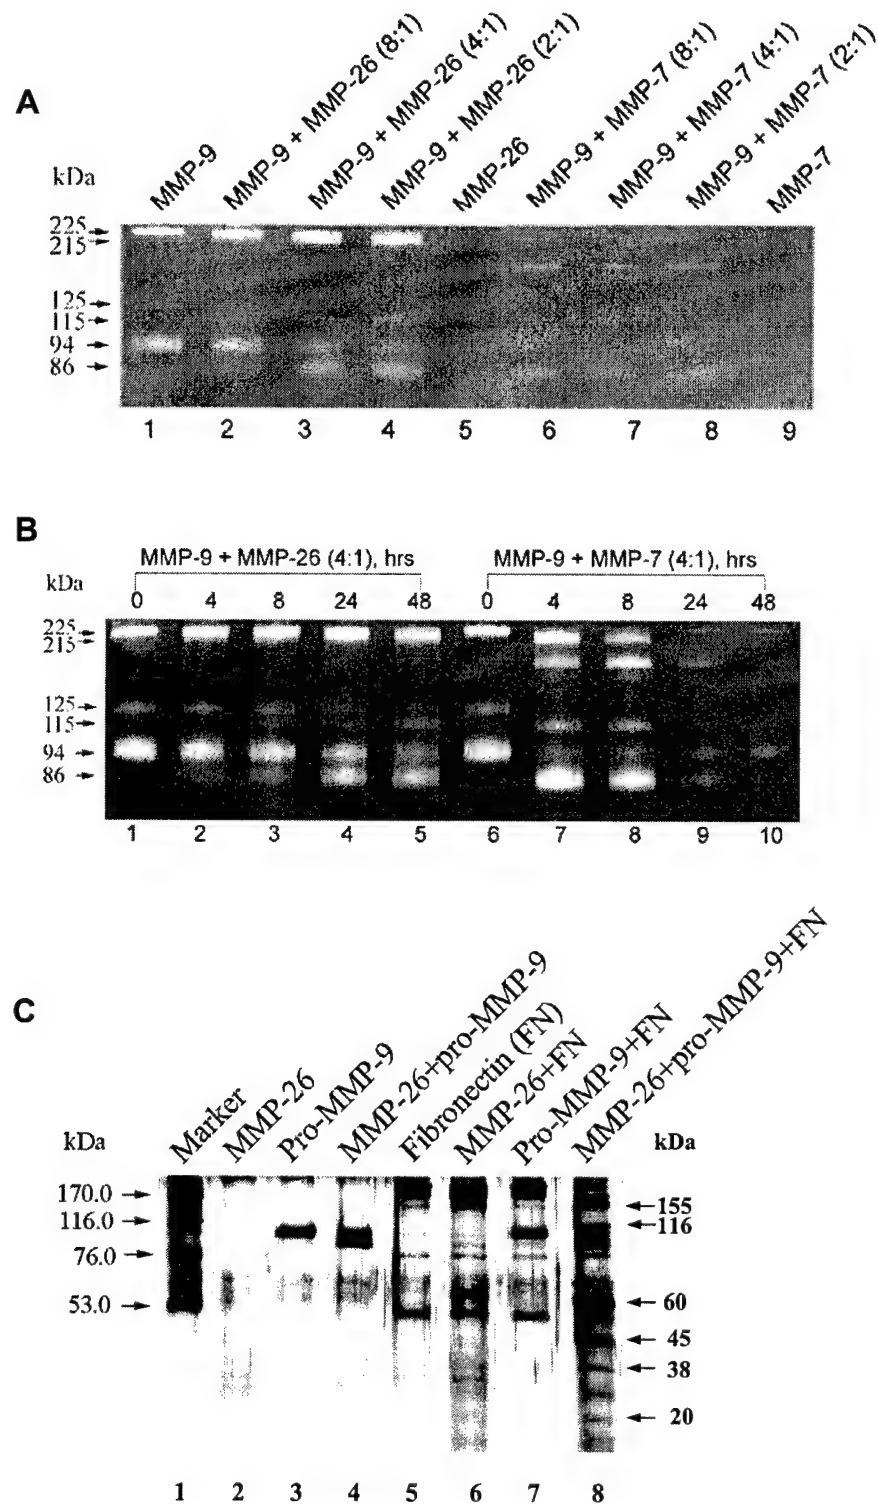 A
kDa
MMP-9
MMP-9 + MMP-26 (8:1)
MMP-9 + MMP-26 (4:1)
MMP-9 + MMP-26 (2:1)
MMP-26
MMP-9 + MMP-7 (8:1)
MMP-9 + MMP-7 (4:1)
MMP-9 + MMP-7 (2:1)
MMP-7
225
215
125
115
94
86
1 2 3 4 5 6 7 8 9
B
MMP-9 + MMP-26 (4:1), hrs MMP-9 + MMP-7 (4:1), hrs
kDa
0 4 8 24 48 0 4 8 24 48
225
215
125
115
94
86
1 2 3 4 5 6 7 8 9 10
C
kDa
Marker
MMP-26
Pro-MMP-9
MMP-26+pro-MMP-9
Fibronectin (FN)
MMP-26+FN
Pro-MMP-9+FN
MMP-26+pro-MMP-9+FN
kDa
170.0
116.0
76.0
53.0
155
116
60
45
38
20
1 2 3 4 5 6 7 8